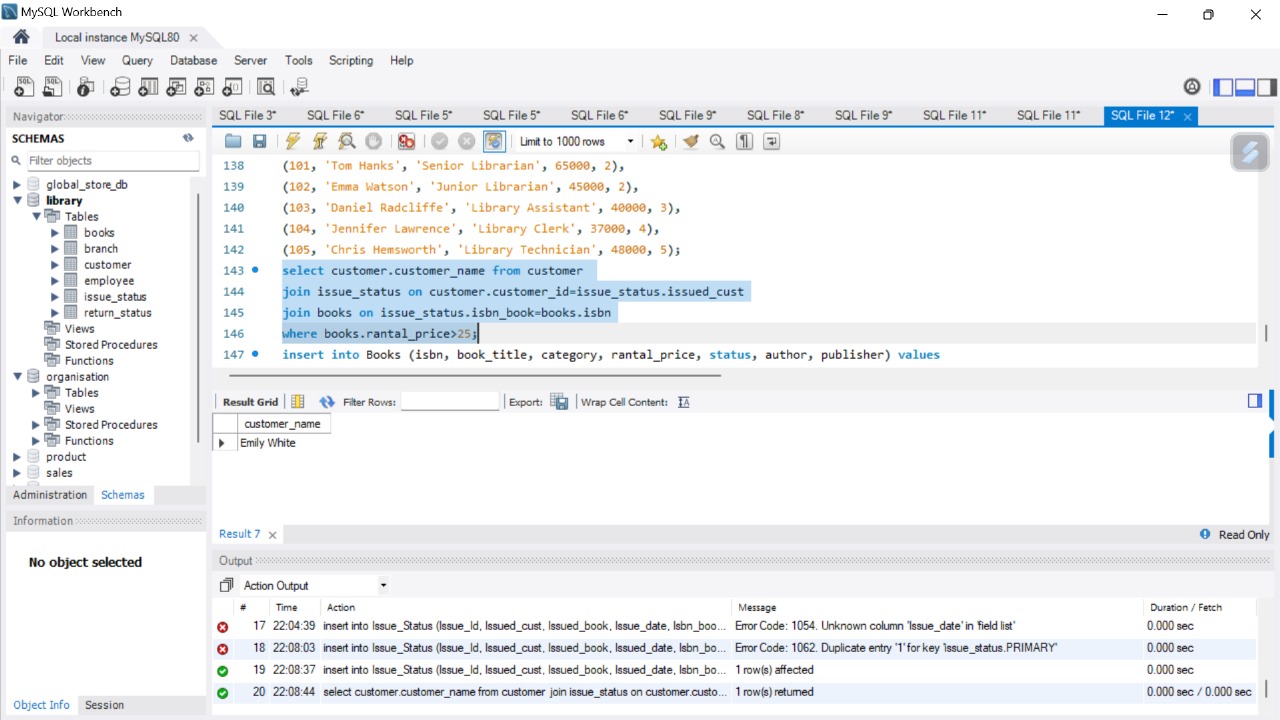 MySQL Workbench
Local instance MySQL80
File Edit View Query Database Server Tools Scripting Help
Navigator
SCHEMAS
Filter objects
global_store_db
library
Tables
books
branch
customer
employee
issue_status
return_status
Views
Stored Procedures
Functions
organisation
Tables
Views
Stored Procedures
Functions
product
sales
Administration Schemas
Information
No object selected
Object Info Session
SQL File 3* SQL File 6* SQL File 5* SQL File 5* SQL File 6* SQL File 9* SQL File 8* SQL File 9* SQL File 11* SQL File 11* SQL File 12*
Limit to 1000 rows
138 (101, 'Tom Hanks', 'Senior Librarian', 65000, 2),
139 (102, 'Emma Watson', 'Junior Librarian', 45000, 2),
140 (103, 'Daniel Radcliffe', 'Library Assistant', 40000, 3),
141 (104, 'Jennifer Lawrence', 'Library Clerk', 37000, 4),
142 (105, 'Chris Hemsworth', 'Library Technician', 48000, 5);
143 select customer.customer_name from customer
144 join issue_status on customer.customer_id=issue_status.issued_cust
145 join books on issue_status.isbn_book=books.isbn
146 where books.rantal_price>25;
147 insert into Books (isbn, book_title, category, rantal_price, status, author, publisher) values
Result Grid Filter Rows: Export: Wrap Cell Content:
customer_name
Emily White
Result 7 Read Only
Output
Action Output
# Time Action Message Duration / Fetch
17 22:04:39 insert into Issue_Status (Issue_Id, Issued_cust, Issued_book, Issue_date, Isbn_boo... Error Code: 1054. Unknown column 'Issue_date' in 'field list' 0.000 sec
18 22:08:03 insert into Issue_Status (Issue_Id, Issued_cust, Issued_book, Issued_date, Isbn_bo... Error Code: 1062. Duplicate entry '1' for key 'issue_status.PRIMARY' 0.000 sec
19 22:08:37 insert into Issue_Status (Issue_Id, Issued_cust, Issued_book, Issued_date, Isbn_bo... 1 row(s) affected 0.000 sec
20 22:08:44 select customer.customer_name from customer join issue_status on customer.custo... 1 row(s) returned 0.000 sec / 0.000 sec